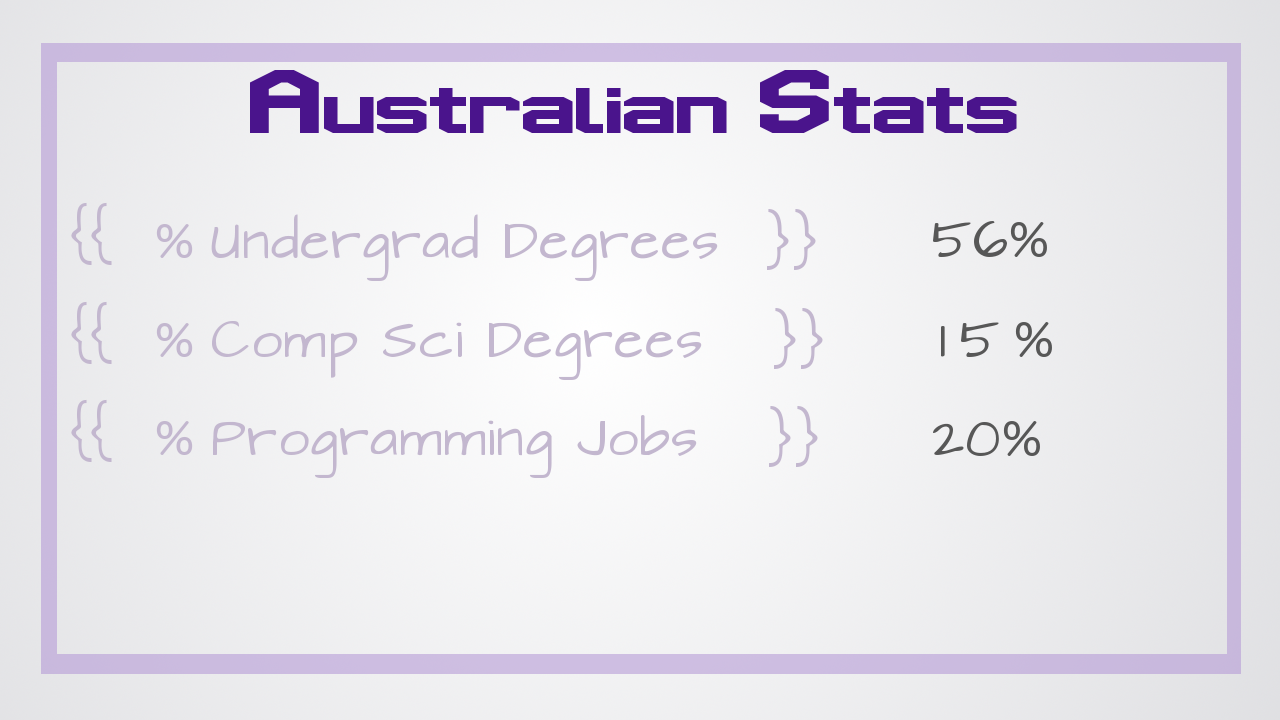 Australian Stats
{{ % Undergrad Degrees }} 56%
{{ % Comp Sci Degrees }} 15 %
{{ % Programming Jobs }} 20%